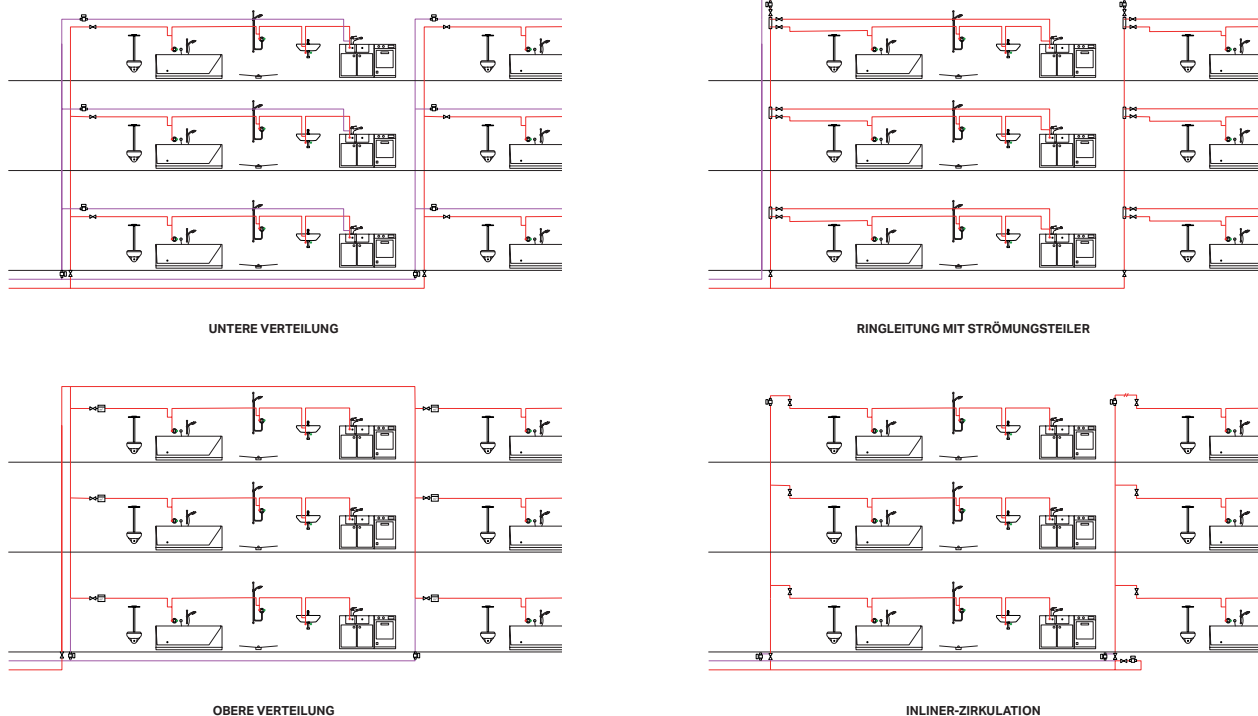 UNTERE VERTEILUNG
RINGLEITUNG MIT STRÖMUNGSTEILER
OBERE VERTEILUNG
INLINER-ZIRKULATION